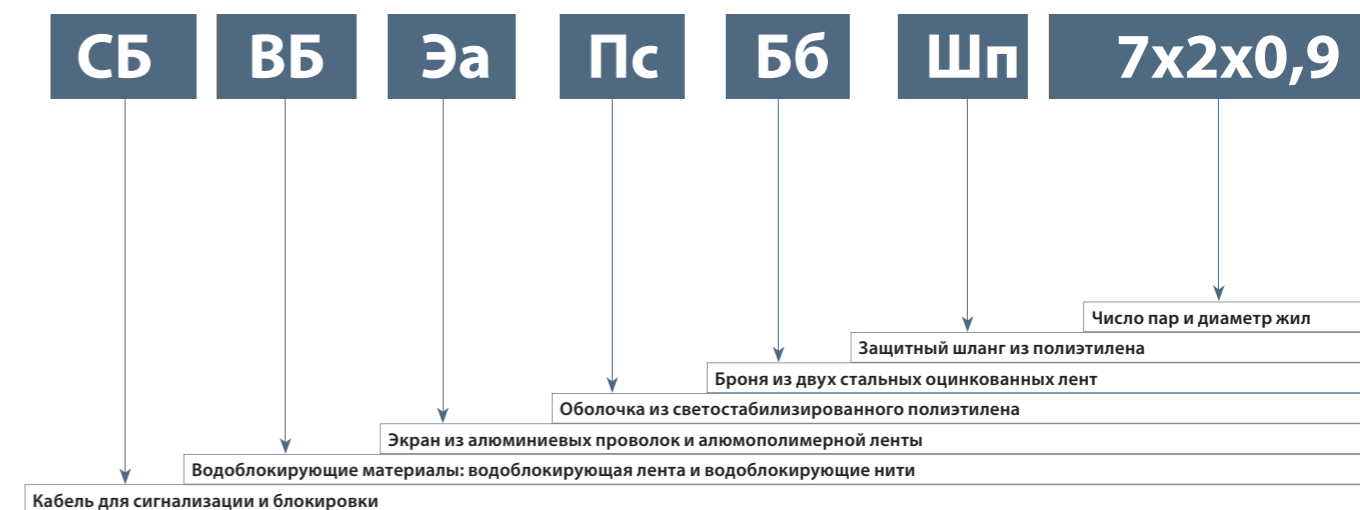 СБ ВБ Эа Пс Бб Шп 7х2х0,9
Число пар и диаметр жил
Защитный шланг из полиэтилена
Броня из двух стальных оцинкованных лент
Оболочка из светостабилизированного полиэтилена
Экран из алюминиевых проволок и алюмополимерной ленты
Водоблокирующие материалы: водоблокирующая лента и водоблокирующие нити
Кабель для сигнализации и блокировки